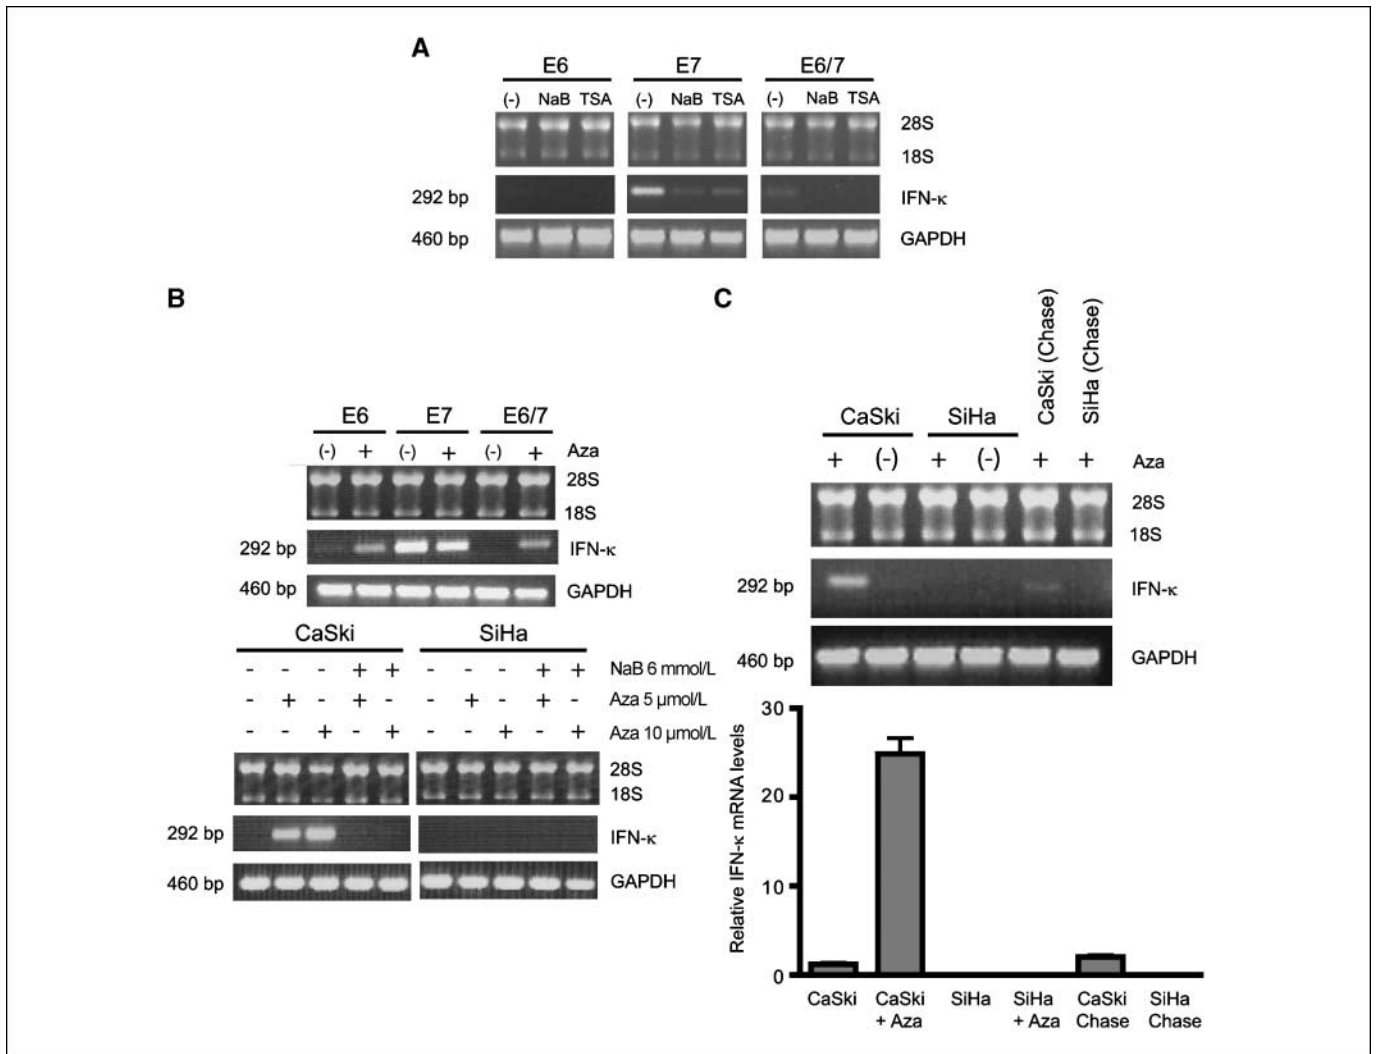 A
E6 E7 E6/7
(-) NaB TSA (-) NaB TSA (-) NaB TSA
28S
18S
292 bp IFN-κ
460 bp GAPDH
B
E6 E7 E6/7
(-) + (-) + (-) + Aza
28S
18S
292 bp IFN-κ
460 bp GAPDH
CaSki SiHa
- - - + + - - - + + NaB 6 mmol/L
- + - + - - + - + - Aza 5 µmol/L
- - + - + - - + - + Aza 10 µmol/L
28S
18S
292 bp IFN-κ
460 bp GAPDH
C
CaSki SiHa CaSki (Chase) SiHa (Chase)
+ (-) + (-) + + Aza
28S
18S
292 bp IFN-κ
460 bp GAPDH
Relative IFN-κ mRNA levels
30
20
10
0
CaSki CaSki + Aza SiHa SiHa + Aza CaSki Chase SiHa Chase